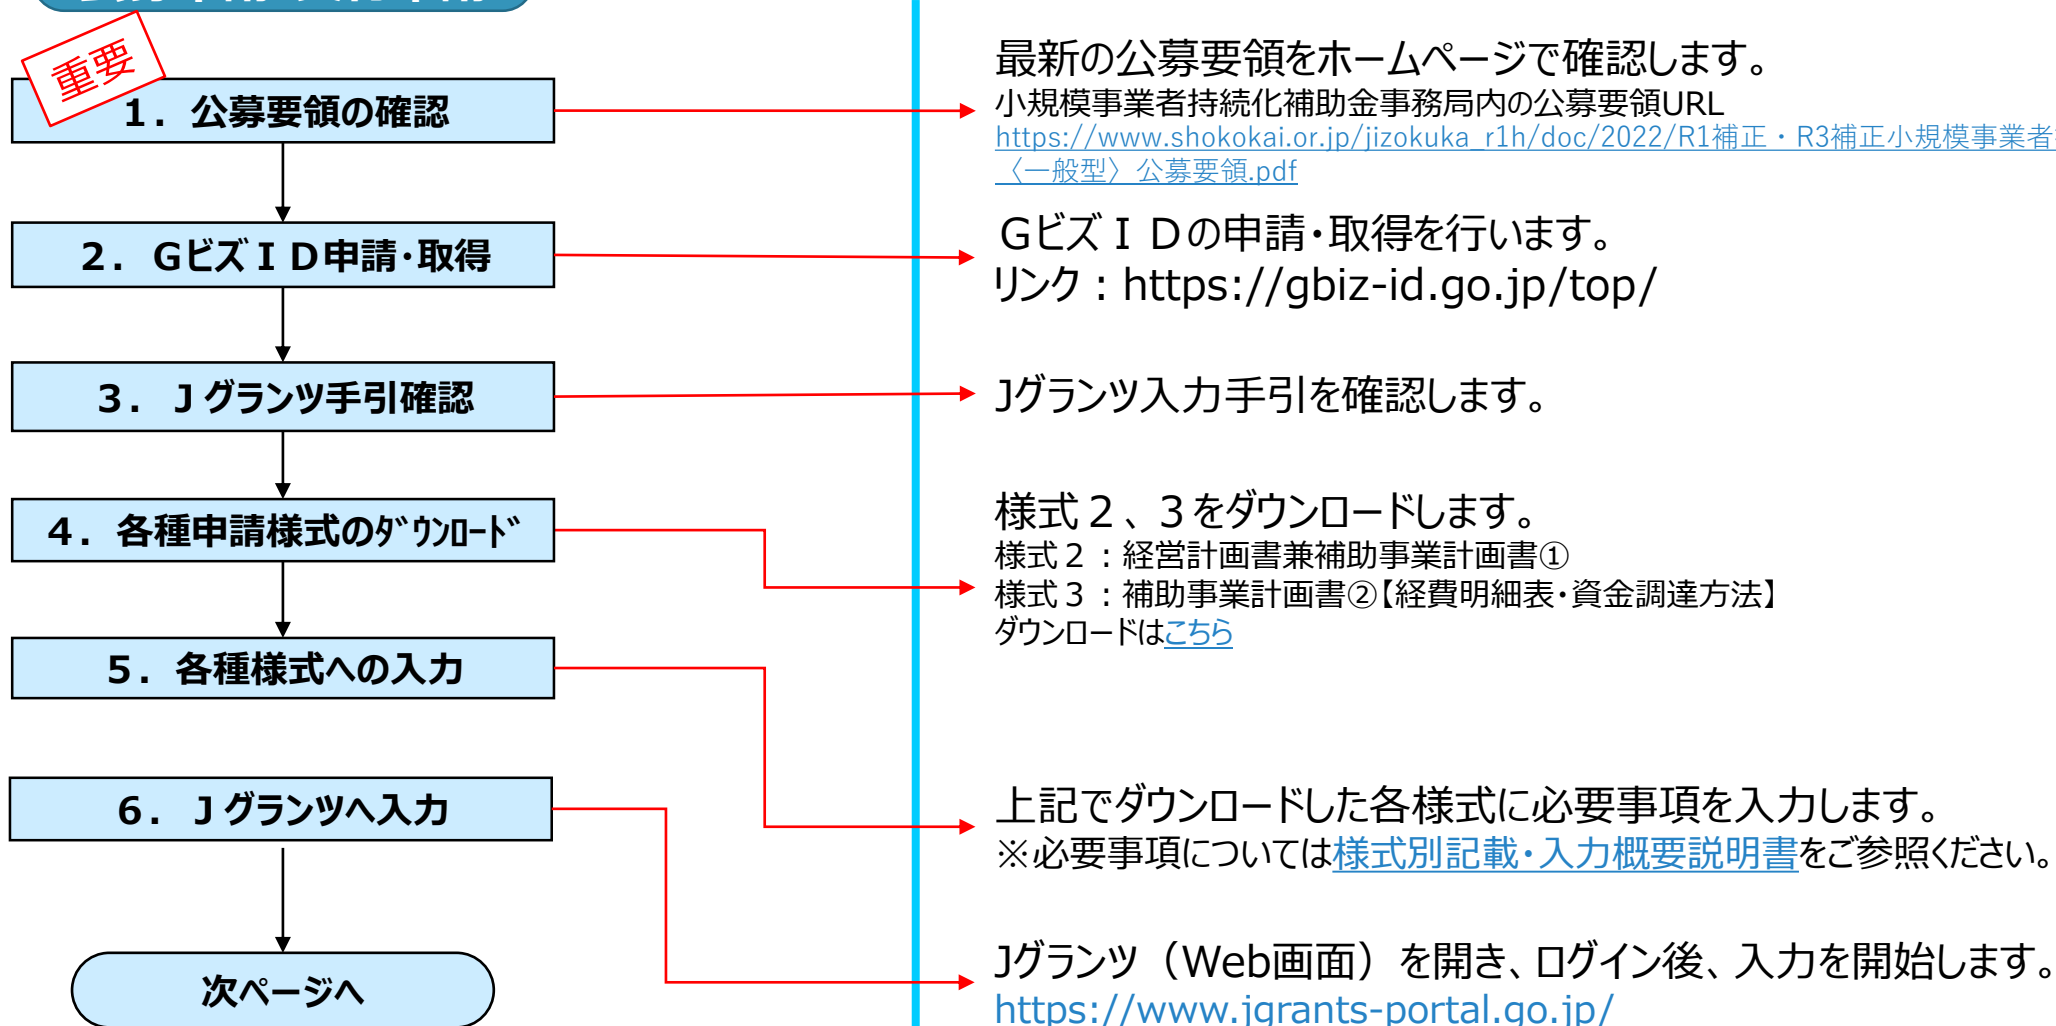 重要
1．公募要領の確認
2．GビズＩＤ申請・取得
3．Ｊグランツ手引確認
4．各種申請様式のﾀﾞｳﾝﾛｰﾄﾞ
5．各種様式への入力
6．Ｊグランツへ入力
次ページへ
最新の公募要領をホームページで確認します。
小規模事業者持続化補助金事務局内の公募要領URL
https://www.shokokai.or.jp/jizokuka_r1h/doc/2022/R1補正・R3補正小規模事業者
〈一般型〉公募要領.pdf
GビズＩＤの申請・取得を行います。
リンク：https://gbiz-id.go.jp/top/
Jグランツ入力手引を確認します。
様式２、３をダウンロードします。
様式２：経営計画書兼補助事業計画書①
様式３：補助事業計画書②【経費明細表・資金調達方法】
ダウンロードはこちら
上記でダウンロードした各様式に必要事項を入力します。
※必要事項については様式別記載・入力概要説明書をご参照ください。
Jグランツ（Web画面）を開き、ログイン後、入力を開始します。
https://www.jgrants-portal.go.jp/